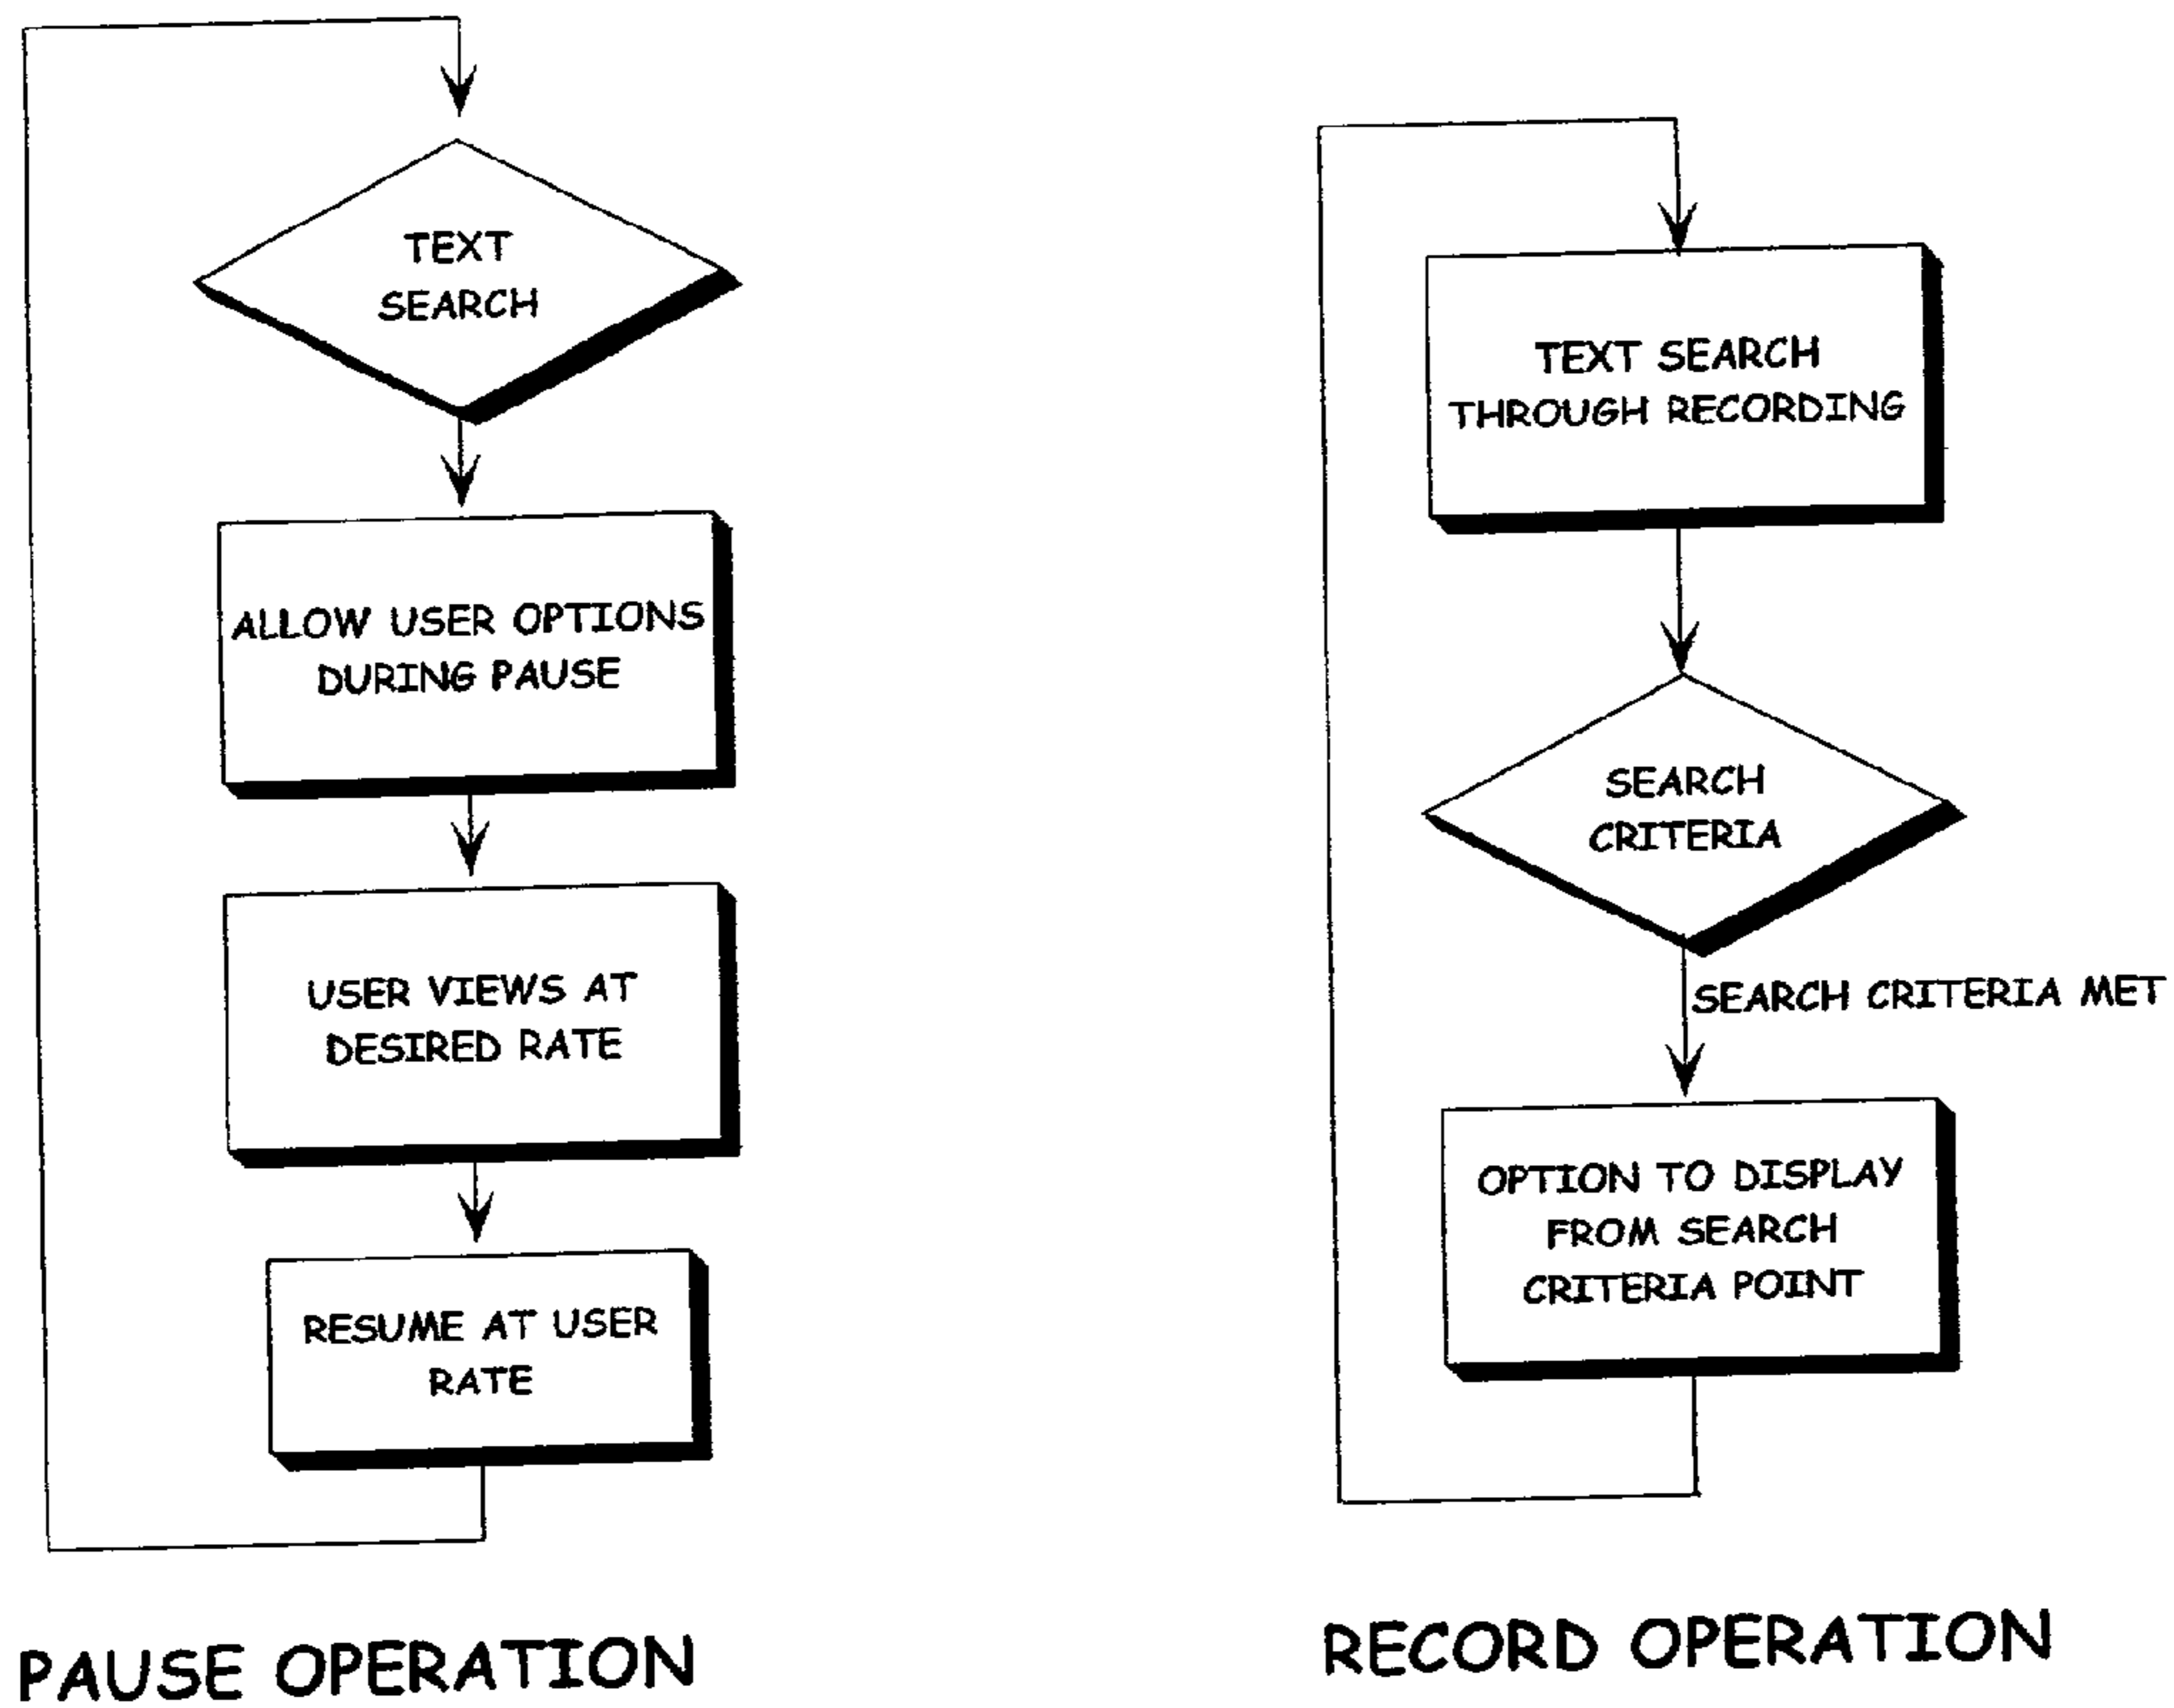 TEXT
SEARCH
ALLOW USER OPTIONS
DURING PAUSE
USER VIEWS AT
DESIRED RATE
RESUME AT USER
RATE
PAUSE OPERATION
TEXT SEARCH
THROUGH RECORDING
SEARCH
CRITERIA
SEARCH CRITERIA MET
OPTION TO DISPLAY
FROM SEARCH
CRITERIA POINT
RECORD OPERATION